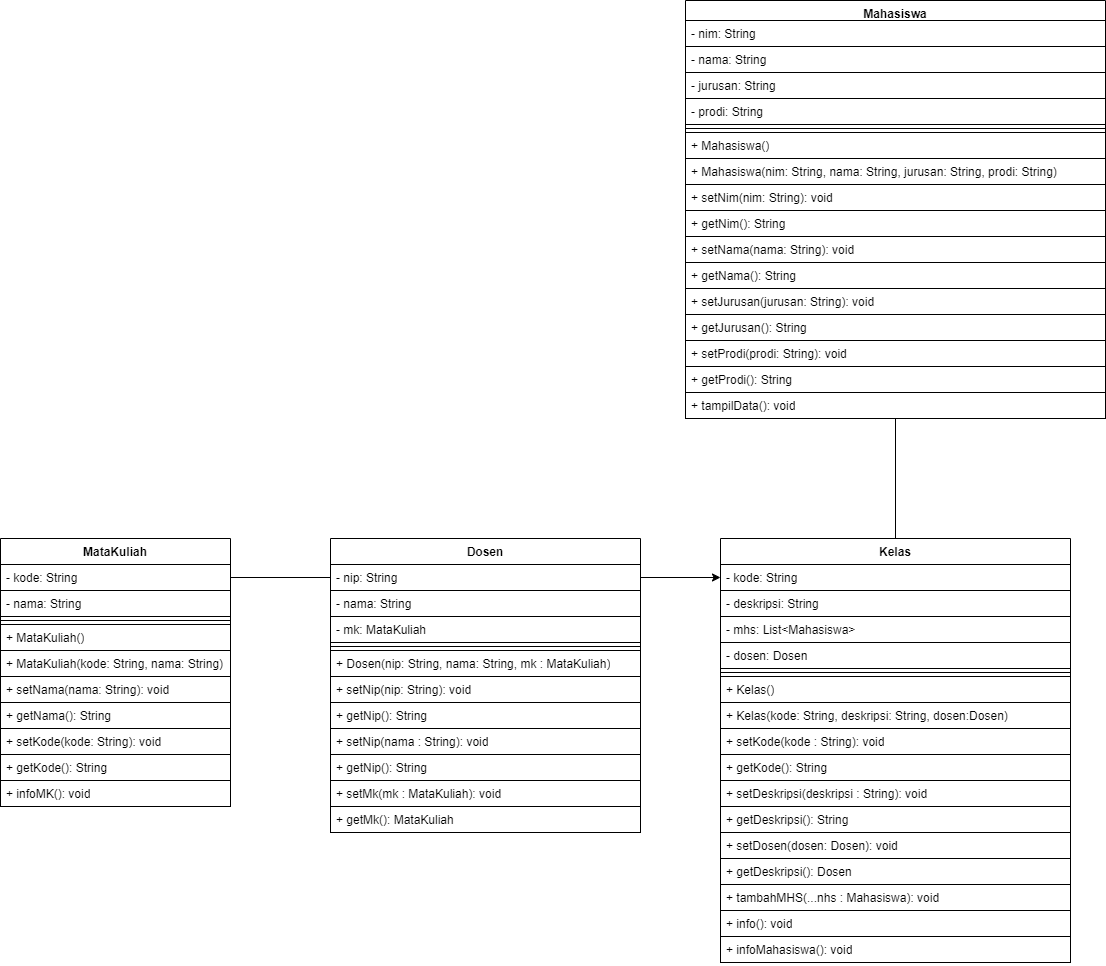 Mahasiswa
- nim: String
- nama: String
- jurusan: String
- prodi: String
+ Mahasiswa()
+ Mahasiswa(nim: String, nama: String, jurusan: String, prodi: String)
+ setNim(nim: String): void
+ getNim(): String
+ setNama(nama: String): void
+ getNama(): String
+ setJurusan(jurusan: String): void
+ getJurusan(): String
+ setProdi(prodi: String): void
+ getProdi(): String
+ tampilData(): void
MataKuliah
- kode: String
- nama: String
+ MataKuliah()
+ MataKuliah(kode: String, nama: String)
+ setNama(nama: String): void
+ getNama(): String
+ setKode(kode: String): void
+ getKode(): String
+ infoMK(): void
Dosen
- nip: String
- nama: String
- mk: MataKuliah
+ Dosen(nip: String, nama: String, mk : MataKuliah)
+ setNip(nip: String): void
+ getNip(): String
+ setNip(nama : String): void
+ getNip(): String
+ setMk(mk : MataKuliah): void
+ getMk(): MataKuliah
Kelas
- kode: String
- deskripsi: String
- mhs: List<Mahasiswa>
- dosen: Dosen
+ Kelas()
+ Kelas(kode: String, deskripsi: String, dosen:Dosen)
+ setKode(kode : String): void
+ getKode(): String
+ setDeskripsi(deskripsi : String): void
+ getDeskripsi(): String
+ setDosen(dosen: Dosen): void
+ getDeskripsi(): Dosen
+ tambahMHS(...nhs : Mahasiswa): void
+ info(): void
+ infoMahasiswa(): void